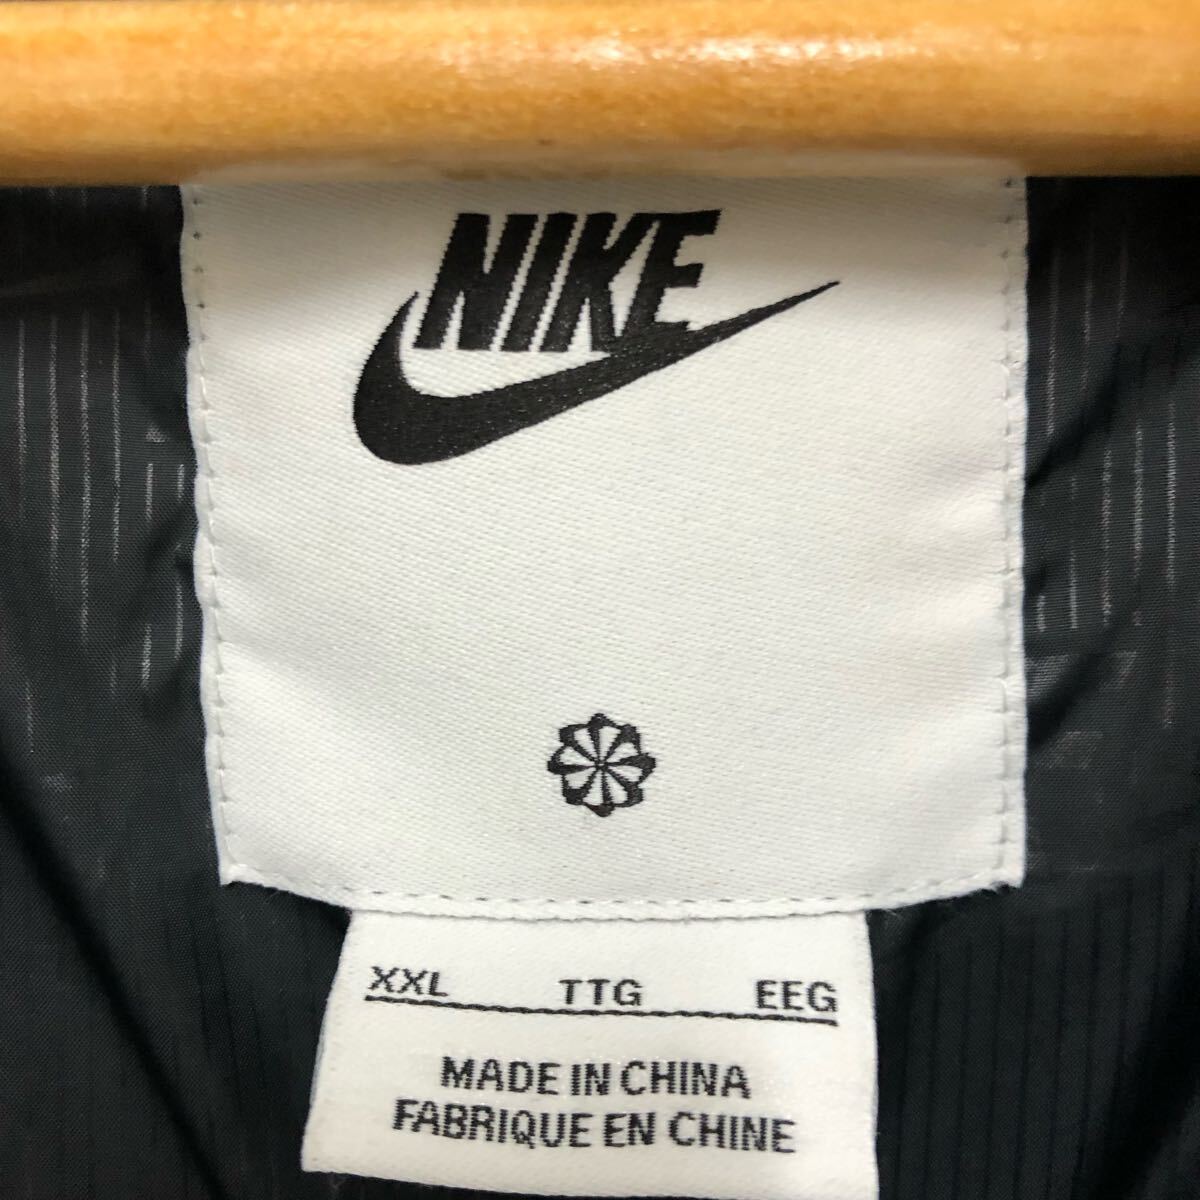 NIKE
XXL TTG EEG
MADE IN CHINA
FABRIQUE EN CHINE